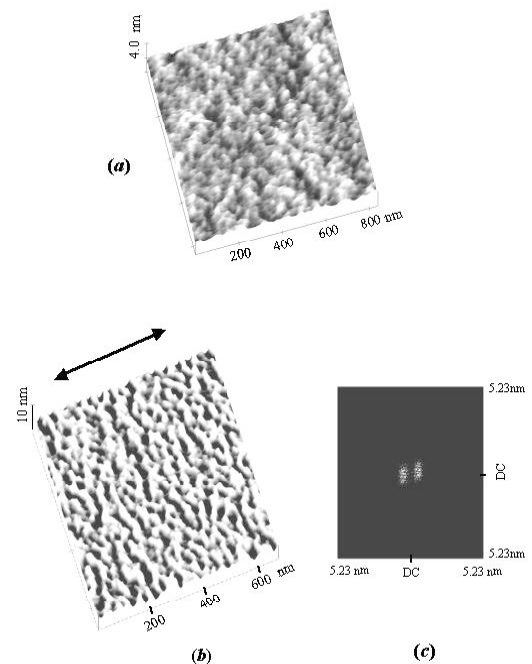 4.0 nm
(a)
200 400 600 800 nm
10 nm
200 400 600 nm
(b)
5.23nm
DC
5.23nm
5.23 nm DC 5.23 nm
(c)